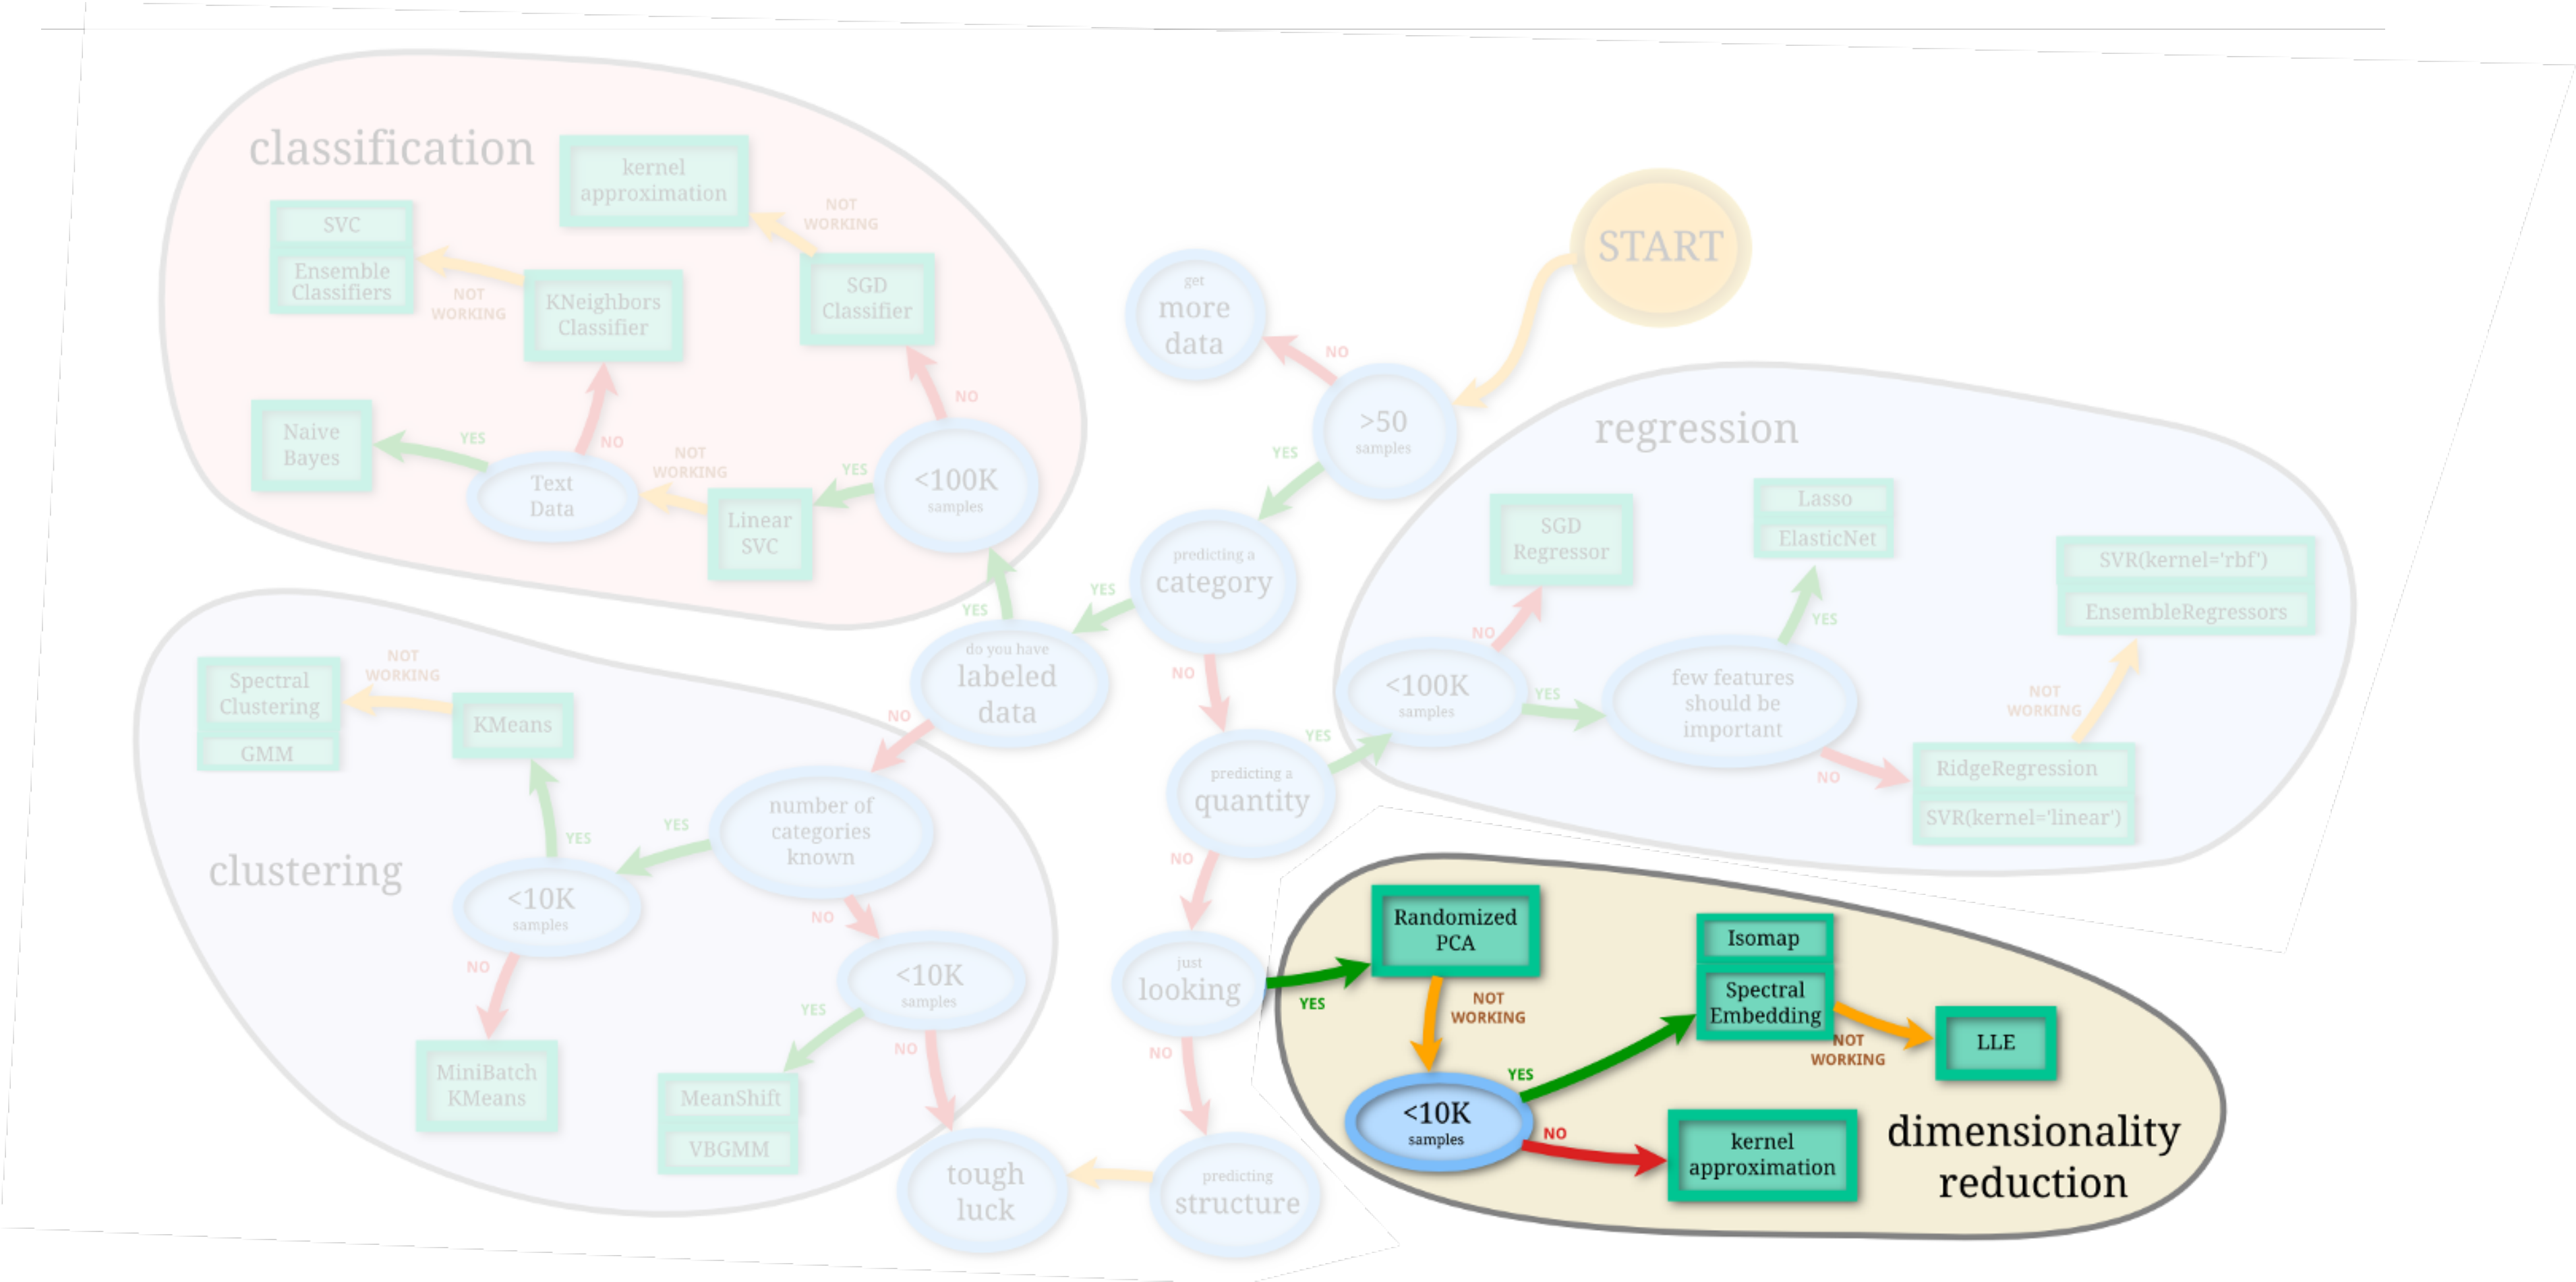 classification
kernel
approximation
NOT
WORKING
SVC
Ensemble
Classifiers
NOT
WORKING
KNeighbors
Classifier
SGD
Classifier
NO
Naive
Bayes
YES
NO
Text
Data
NOT
WORKING
Linear
SVC
YES
<100K
samples
START
get
more
data
NO
>50
samples
YES
predicting a
category
YES
YES
do you have
labeled
data
NO
NO
predicting a
quantity
YES
NO
just
looking
NO
predicting
structure
tough
luck
regression
SGD
Regressor
NO
<100K
samples
YES
Lasso
ElasticNet
YES
few features
should be
important
NO
SVR(kernel='rbf')
EnsembleRegressors
NOT
WORKING
RidgeRegression
SVR(kernel='linear')
clustering
Spectral
Clustering
GMM
NOT
WORKING
KMeans
YES
<10K
samples
YES
number of
categories
known
NO
NO
MiniBatch
KMeans
<10K
samples
YES
NO
MeanShift
VBGMM
YES
Randomized
PCA
NOT
WORKING
<10K
samples
YES
NO
Isomap
Spectral
Embedding
NOT
WORKING
LLE
kernel
approximation
dimensionality
reduction